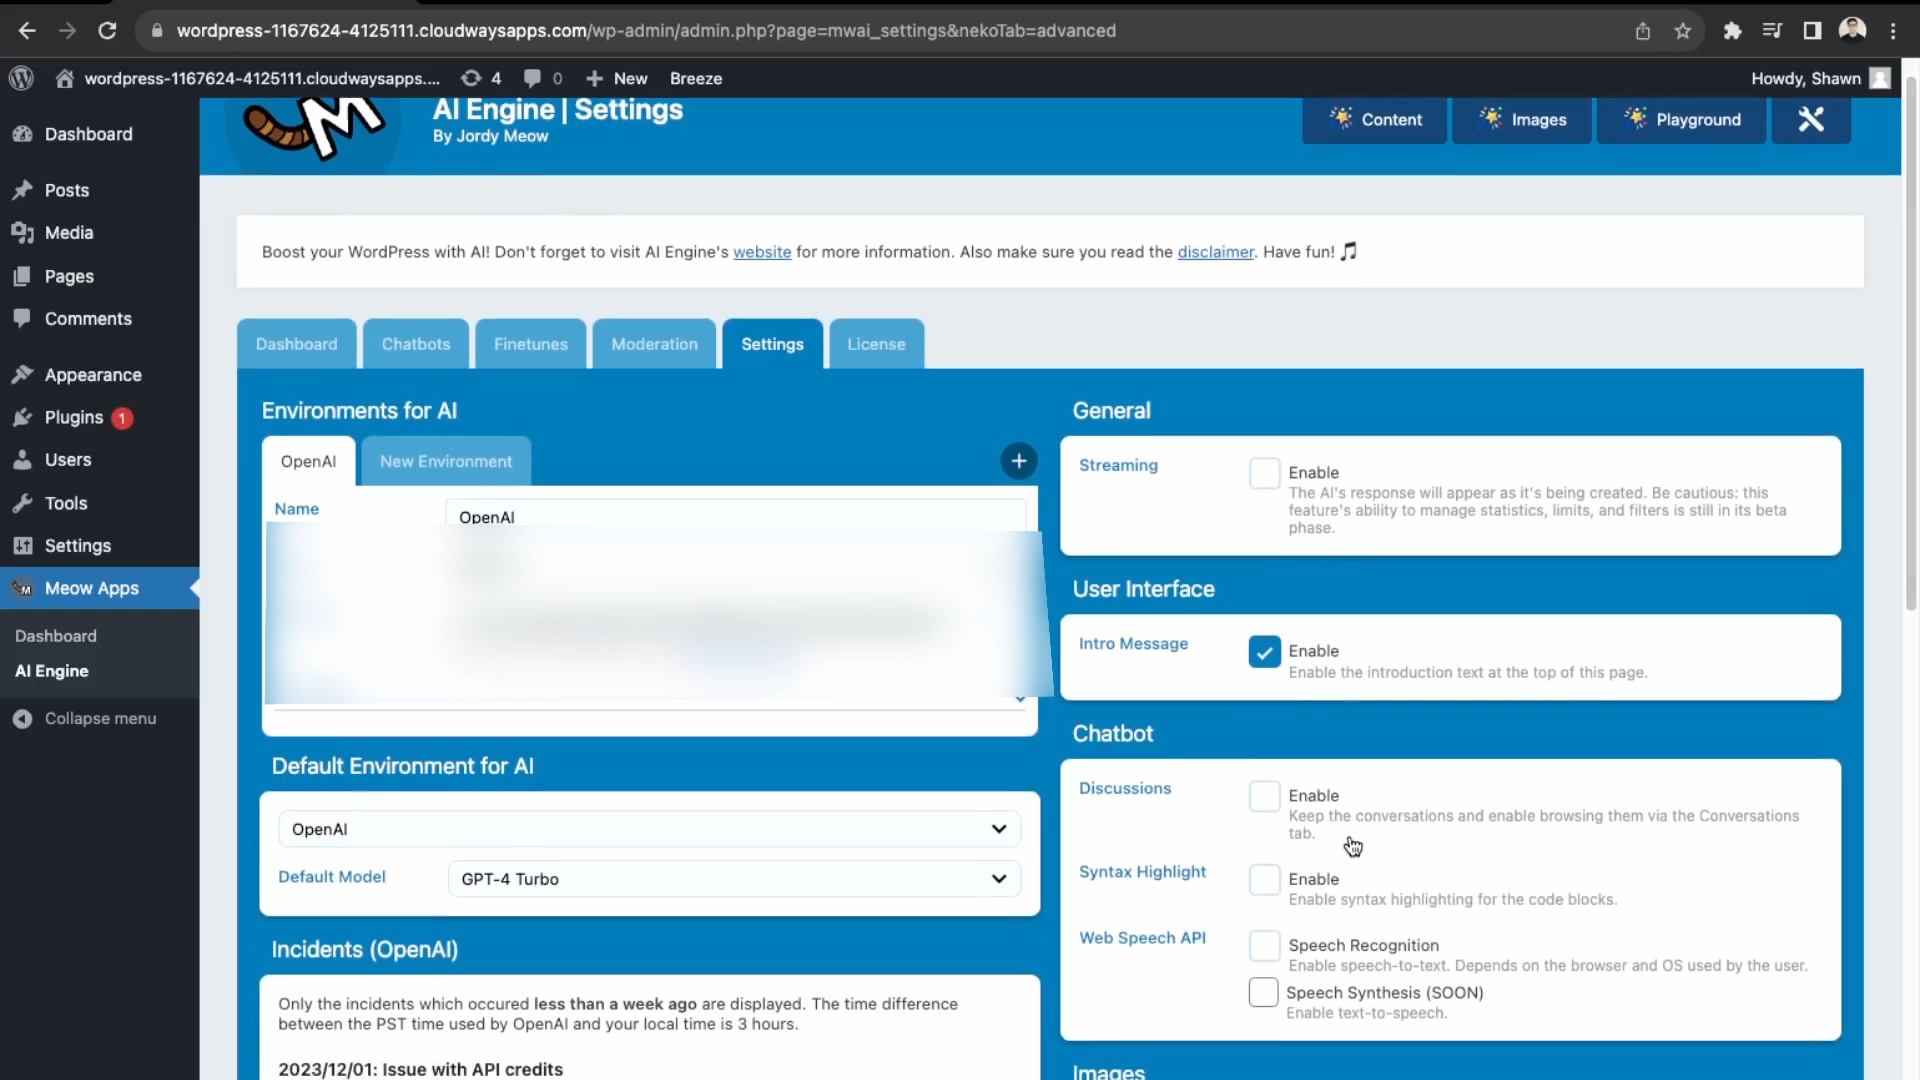 wordpress-1167624-4125111.cloudwaysapps.com/wp-admin/admin.php?page=mwai_settings&nekoTab=advanced
wordpress-1167624-4125111.cloudwaysapps....
4
0
New
Breeze
Howdy, Shawn
Dashboard
Posts
Media
Pages
Comments
Appearance
Plugins 1
Users
Tools
Settings
M Meow Apps
Dashboard
AI Engine
Collapse menu
M
AI Engine | Settings
By Jordy Meow
Content
Images
Playground
Boost your WordPress with AI! Don't forget to visit AI Engine's website for more information. Also make sure you read the disclaimer. Have fun! 🎵
Dashboard
Chatbots
Finetunes
Moderation
Settings
License
Environments for AI
OpenAI
New Environment
+
Name
OpenAI
Default Environment for AI
OpenAI
Default Model
GPT-4 Turbo
Incidents (OpenAI)
Only the incidents which occured less than a week ago are displayed. The time difference
between the PST time used by OpenAI and your local time is 3 hours.
2023/12/01: Issue with API credits
General
Streaming
Enable
The AI's response will appear as it's being created. Be cautious: this
feature's ability to manage statistics, limits, and filters is still in its beta
phase.
User Interface
Intro Message
Enable
Enable the introduction text at the top of this page.
Chatbot
Discussions
Enable
Keep the conversations and enable browsing them via the Conversations
tab.
Syntax Highlight
Enable
Enable syntax highlighting for the code blocks.
Web Speech API
Speech Recognition
Enable speech-to-text. Depends on the browser and OS used by the user.
Speech Synthesis (SOON)
Enable text-to-speech.
Images